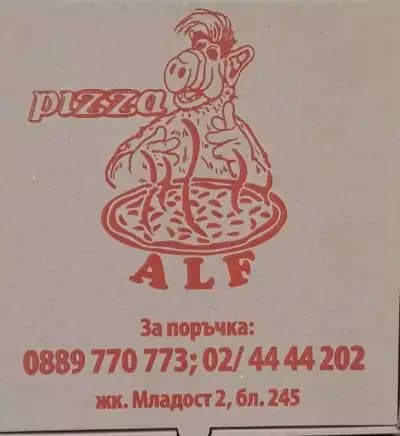 pizza
ALF
За поръчка:
0889 770 773; 02/ 44 44 202
жк. Младост 2, бл. 245